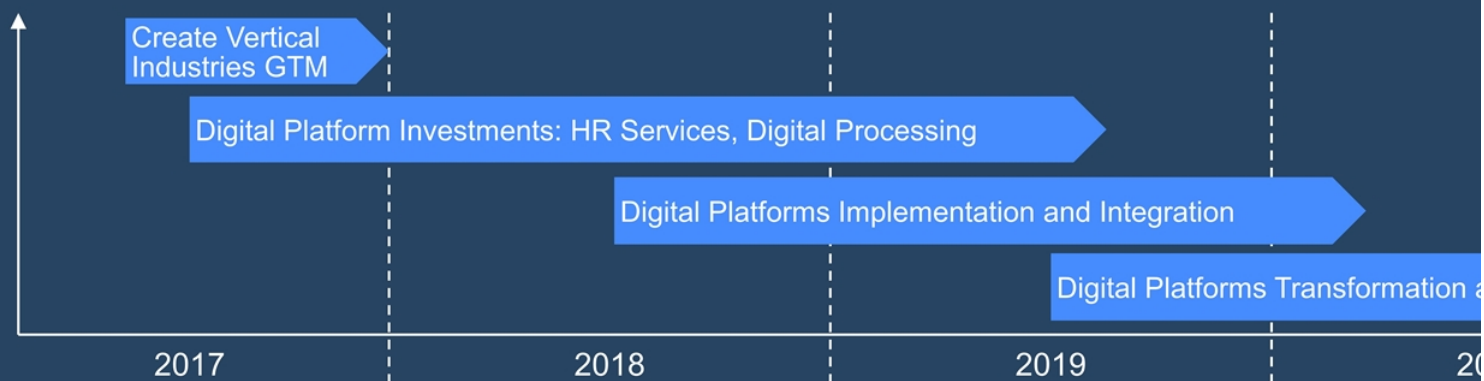 Create Vertical
Industries GTM
Digital Platform Investments: HR Services, Digital Processing
Digital Platforms Implementation and Integration
Digital Platforms Transformation
2017 2018 2019